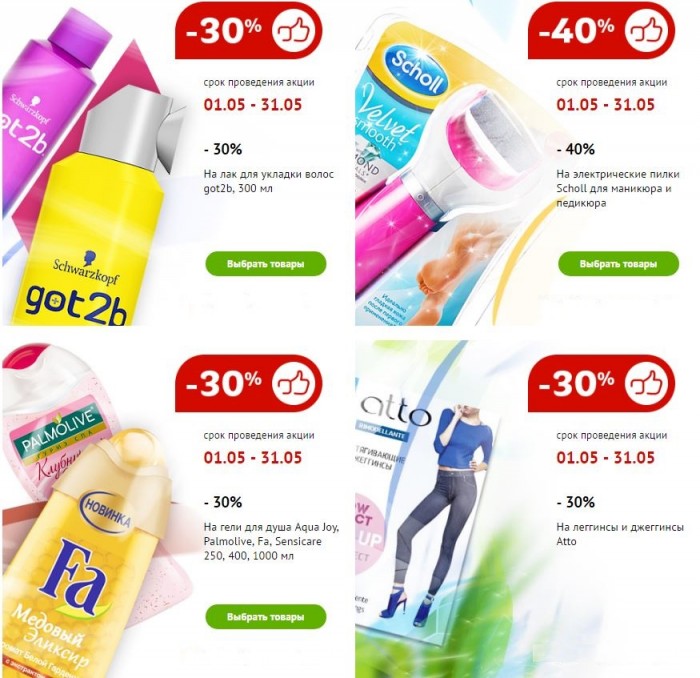 -30%
срок проведения акции
01.05 - 31.05
- 30%
На лак для укладки волос
got2b, 300 мл
Выбрать товары
Schwarzkopf
got2b
Schwarzkopf
got2b
-40%
срок проведения акции
01.05 - 31.05
- 40%
На электрические пилки
Scholl для маникюра и
педикюра
Выбрать товары
Scholl
Velvet
smooth
-30%
срок проведения акции
01.05 - 31.05
- 30%
На гели для душа Aqua Joy,
Palmolive, Fa, Sensicare
250, 400, 1000 мл
Выбрать товары
PALMOLIVE
НОВИНКА
Fa
Медовый
Эликсир
-30%
срок проведения акции
01.05 - 31.05
- 30%
На леггинсы и джеггинсы
Atto
atto
RIMODELLANTE